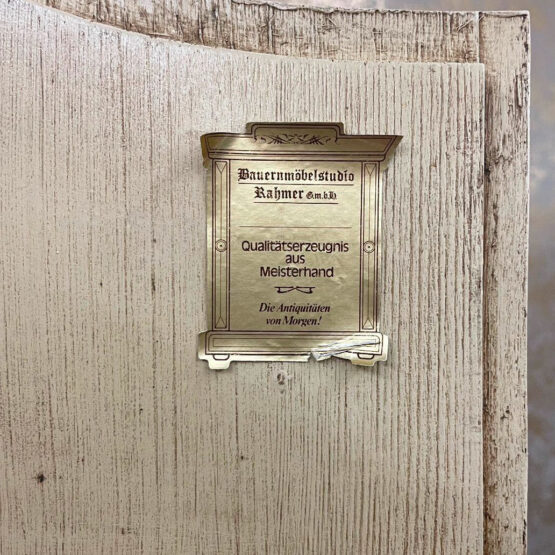 Bauernmöbelstudio
Rahmer G.m.b.H
Qualitätserzeugnis
aus
Meisterhand
Die Antiquitäten
von Morgen!